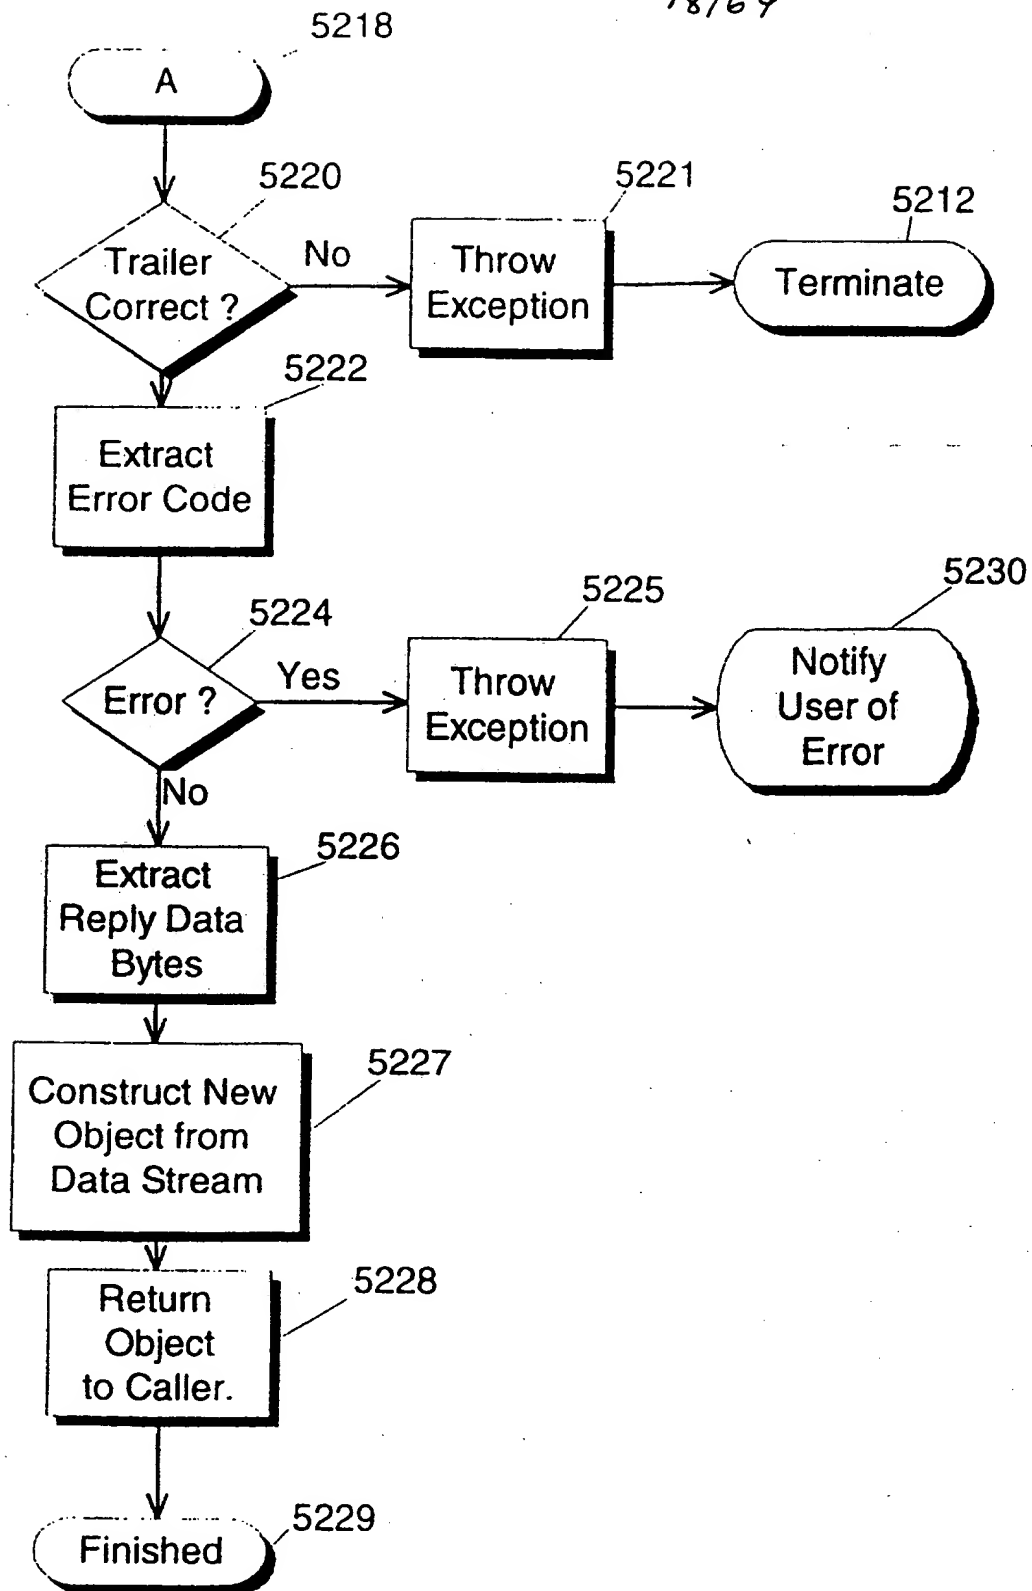 18/64
5218
A
5220
Trailer
Correct ?
No
5221
Throw
Exception
5212
Terminate
5222
Extract
Error Code
5224
Error ?
Yes
5225
Throw
Exception
5230
Notify
User of
Error
No
5226
Extract
Reply Data
Bytes
5227
Construct New
Object from
Data Stream
5228
Return
Object
to Caller.
5229
Finished